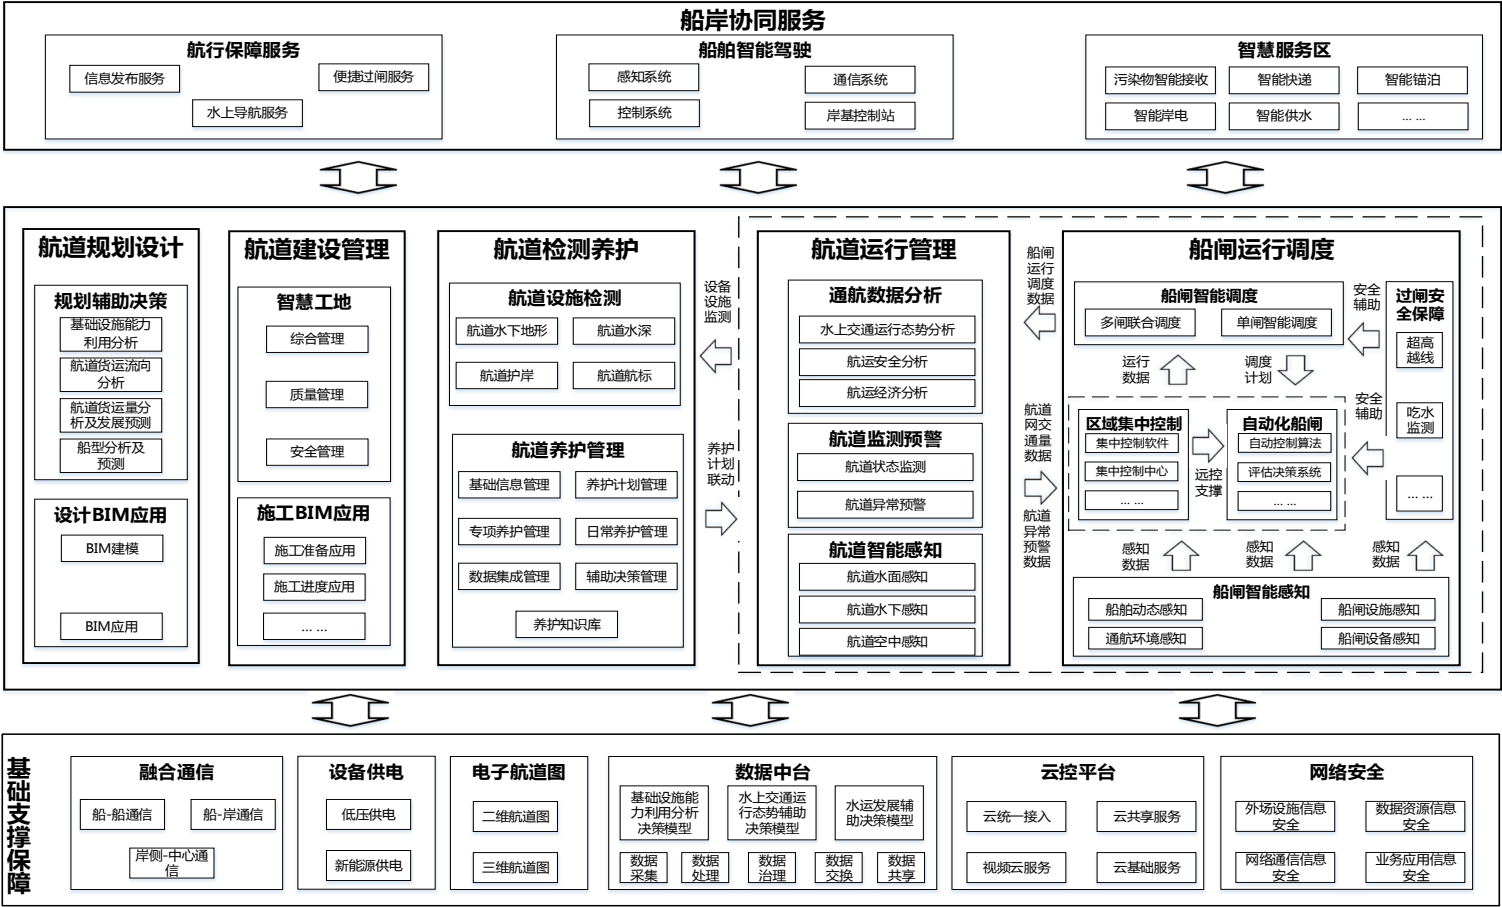 船岸协同服务
航行保障服务
信息发布服务
便捷过闸服务
水上导航服务
船舶智能驾驶
感知系统
通信系统
控制系统
岸基控制站
智慧服务区
污染物智能接收
智能快递
智能锚泊
智能岸电
智能供水
... ...
航道规划设计
规划辅助决策
基础设施能力
利用分析
航道货运流向
分析
航道货运量分
析及发展预测
船型分析及
预测
设计BIM应用
BIM建模
BIM应用
航道建设管理
智慧工地
综合管理
质量管理
安全管理
施工BIM应用
施工准备应用
施工进度应用
... ...
航道检测养护
航道设施检测
航道水下地形
航道水深
航道护岸
航道航标
航道养护管理
基础信息管理
养护计划管理
专项养护管理
日常养护管理
数据集成管理
辅助决策管理
养护知识库
设备
设施
监测
养护
计划
联动
航道运行管理
通航数据分析
水上交通运行态势分析
航运安全分析
航运经济分析
航道监测预警
航道状态监测
航道异常预警
航道智能感知
航道水面感知
航道水下感知
航道空中感知
船闸
运行
调度
数据
航道
网交
通量
数据
航道
异常
预警
数据
船闸运行调度
船闸智能调度
多闸联合调度
单闸智能调度
安全
辅助
过闸安
全保障
超高
越线
吃水
监测
... ...
运行
数据
调度
计划
安全
辅助
区域集中控制
集中控制软件
集中控制中心
... ...
远控
支撑
自动化船闸
自动控制算法
评估决策系统
... ...
感知
数据
感知
数据
感知
数据
船闸智能感知
船舶动态感知
船闸设施感知
通航环境感知
船闸设备感知
基础支撑保障
融合通信
船-船通信
船-岸通信
岸侧-中心通
信
设备供电
低压供电
新能源供电
电子航道图
二维航道图
三维航道图
数据中台
基础设施能
力利用分析
决策模型
水上交通运
行态势辅助
决策模型
水运发展辅
助决策模型
数据
采集
数据
处理
数据
治理
数据
交换
数据
共享
云控平台
云统一接入
云共享服务
视频云服务
云基础服务
网络安全
外场设施信息
安全
数据资源信息
安全
网络通信信息
安全
业务应用信息
安全